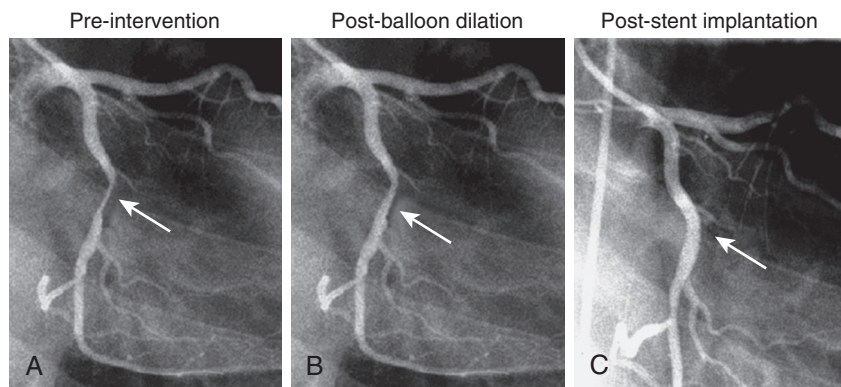 Pre-intervention
Post-balloon dilation
Post-stent implantation
A
B
C